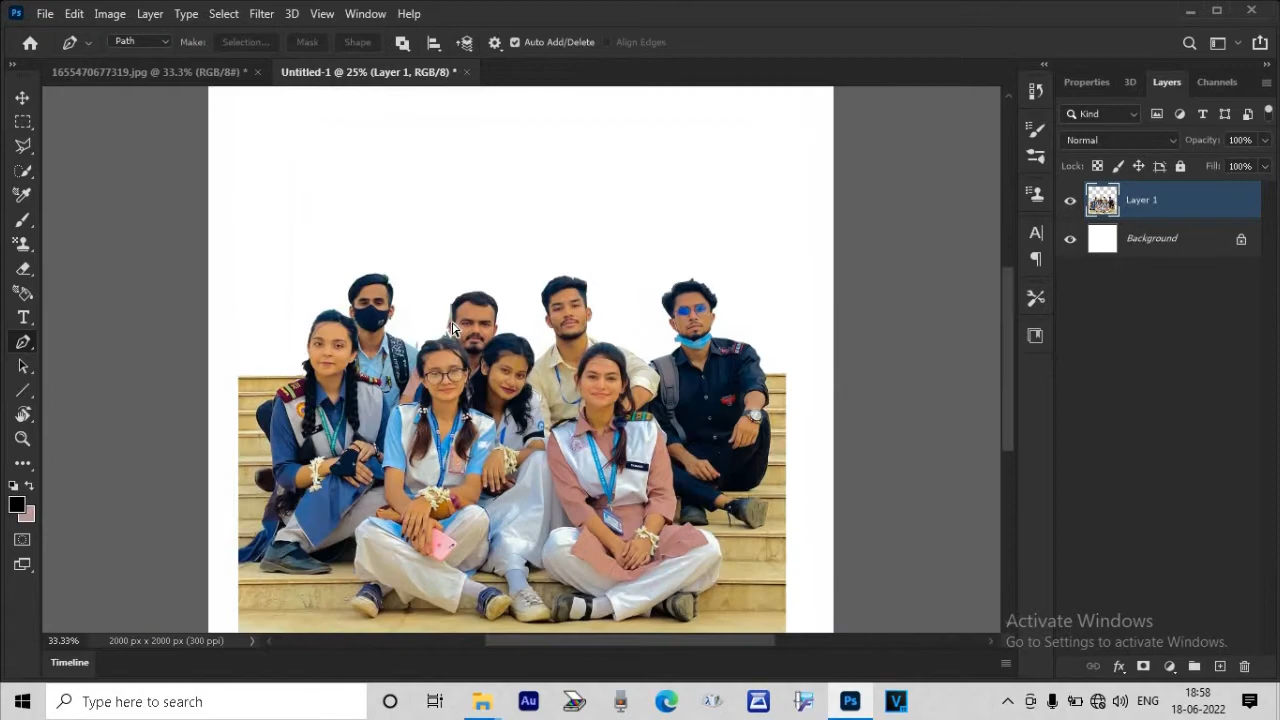 Ps File Edit Image Layer Type Select Filter 3D View Window Help
Path Make: Selection... Mask Shape Auto Add/Delete Align Edges
1655470677319.jpg @ 33.3% (RGB/8#) * × Untitled-1 @ 25% (Layer 1, RGB/8) * ×
Properties 3D Layers Channels
Kind
Normal Opacity: 100%
Lock: Fill: 100%
Layer 1
Background
33.33% 2000 px x 2000 px (300 ppi)
Timeline
Activate Windows
Go to Settings to activate Windows.
Type here to search
Au Ps V ENG 18:58
18-06-2022